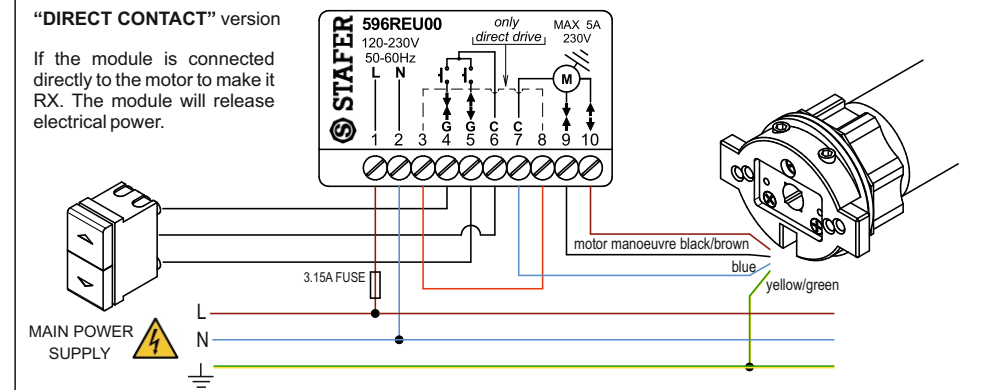 “DIRECT CONTACT” version
If the module is connected
directly to the motor to make it
RX. The module will release
electrical power.
STAFER
596REU00
120-230V
50-60Hz
only
direct drive
MAX 5A
230V
L N
M
G G C C
1 2 3 4 5 6 7 8 9 10
motor manoeuvre black/brown
blue
yellow/green
3.15A FUSE
L
MAIN POWER
SUPPLY
N